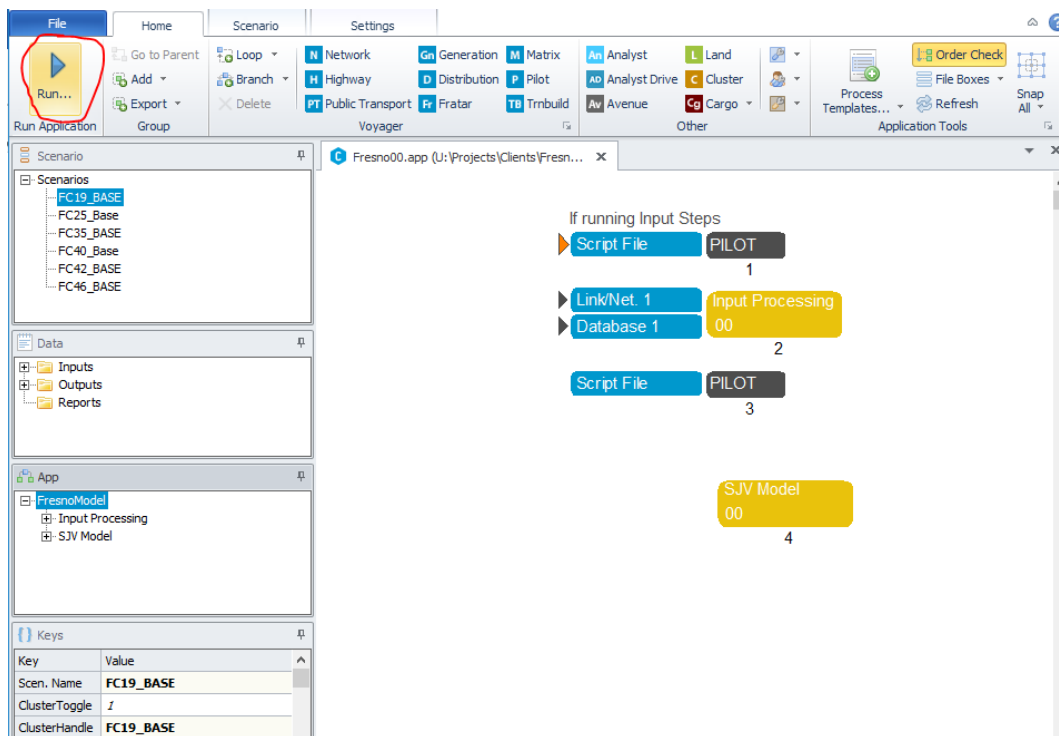 File Home Scenario Settings
Run...
Run Application
Go to Parent
Add
Export
Group
Loop
Branch
Delete
N Network Gn Generation M Matrix
H Highway D Distribution P Pilot
PT Public Transport Fr Fratar TB Trnbuild
Voyager
An Analyst L Land
AD Analyst Drive C Cluster
Av Avenue Cg Cargo
Other
Process
Templates...
Order Check
File Boxes
Refresh
Snap
All
Application Tools
Scenario
Scenarios
FC19_BASE
FC25_Base
FC35_BASE
FC40_Base
FC42_BASE
FC46_BASE
Data
Inputs
Outputs
Reports
App
FresnoModel
Input Processing
SJV Model
{} Keys
Key Value
Scen. Name FC19_BASE
ClusterToggle 1
ClusterHandle FC19_BASE
C Fresno00.app (U:\Projects\Clients\Fresn... X
If running Input Steps
Script File PILOT
1
Link/Net. 1 Input Processing
Database 1 00
2
Script File PILOT
3
SJV Model
00
4